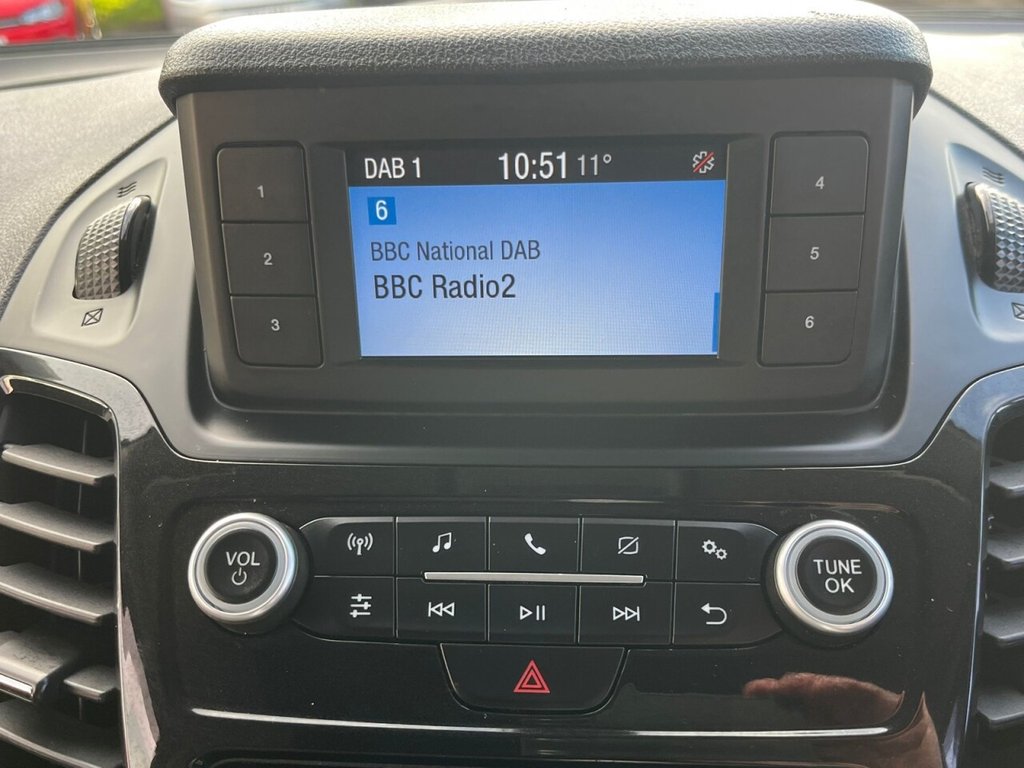 DAB 1 10:51 11°
6
BBC National DAB
BBC Radio2
1
2
3
4
5
6
VOL
TUNE
OK